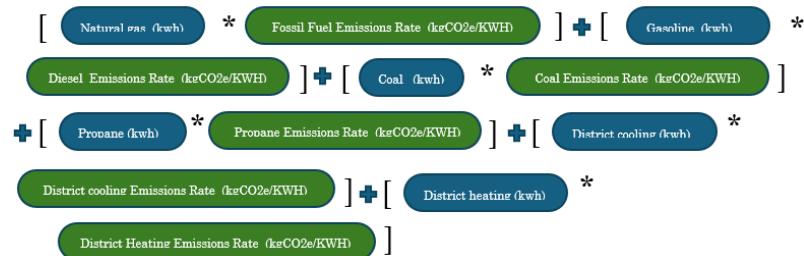 [ Natural gas (kwh) * Fossil Fuel Emissions Rate (kgCO2e/KWH) ] + [ Gasoline (kwh) *
Diesel Emissions Rate (kgCO2e/KWH) ] + [ Coal (kwh) * Coal Emissions Rate (kgCO2e/KWH) ]
+ [ Propane (kwh) * Propane Emissions Rate (kgCO2e/KWH) ] + [ District cooling (kwh) *
District cooling Emissions Rate (kgCO2e/KWH) ] + [ District heating (kwh) *
District Heating Emissions Rate (kgCO2e/KWH) ]